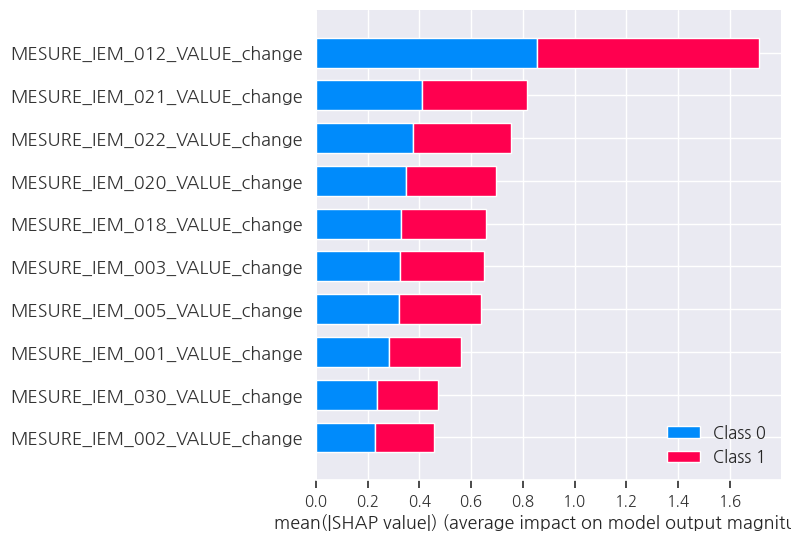 MESURE_IEM_012_VALUE_change
MESURE_IEM_021_VALUE_change
MESURE_IEM_022_VALUE_change
MESURE_IEM_020_VALUE_change
MESURE_IEM_018_VALUE_change
MESURE_IEM_003_VALUE_change
MESURE_IEM_005_VALUE_change
MESURE_IEM_001_VALUE_change
MESURE_IEM_030_VALUE_change
MESURE_IEM_002_VALUE_change
Class 0
Class 1
0.0 0.2 0.4 0.6 0.8 1.0 1.2 1.4 1.6
mean(|SHAP value|) (average impact on model output magnitu